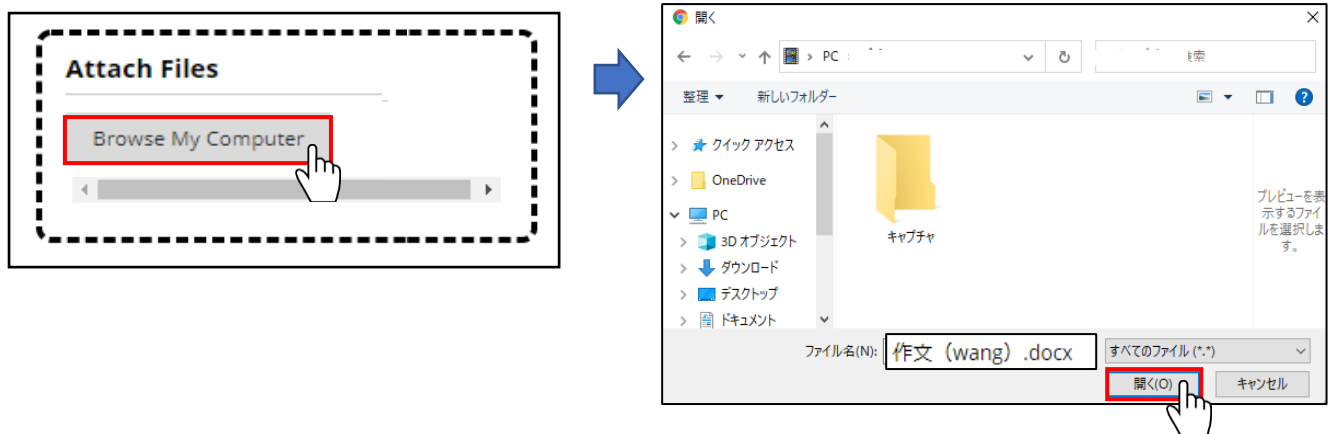 Attach Files
Browse My Computer
開く
PC
検索
整理
新しいフォルダー
クイック アクセス
OneDrive
PC
3D オブジェクト
ダウンロード
デスクトップ
ドキュメント
キャプチャ
プレビューを表
示するファイ
ルを選択しま
す。
ファイル名(N):
作文（wang）.docx
すべてのファイル (*.*)
開く(O)
キャンセル